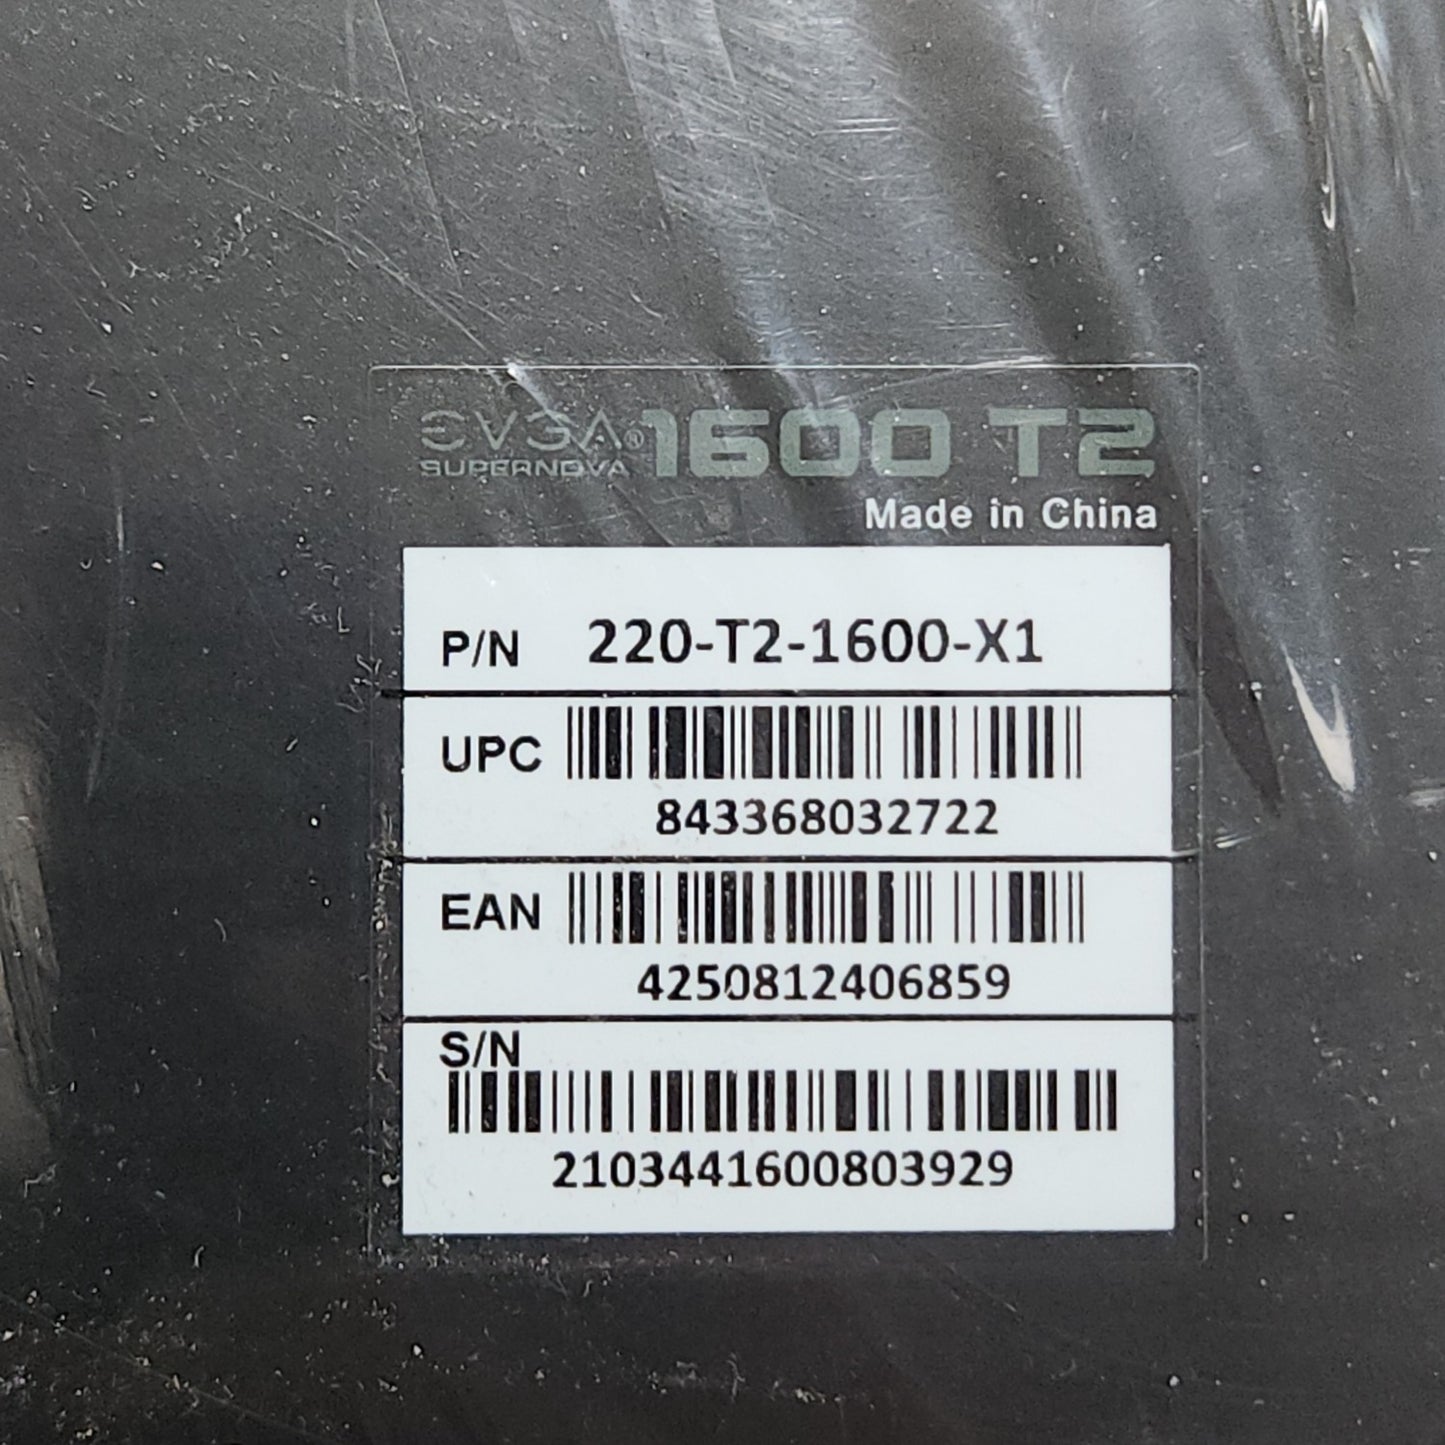 EVGA® 1600 T2
SUPERNOVA
Made in China
P/N 220-T2-1600-X1
UPC
843368032722
EAN
4250812406859
S/N
2103441600803929